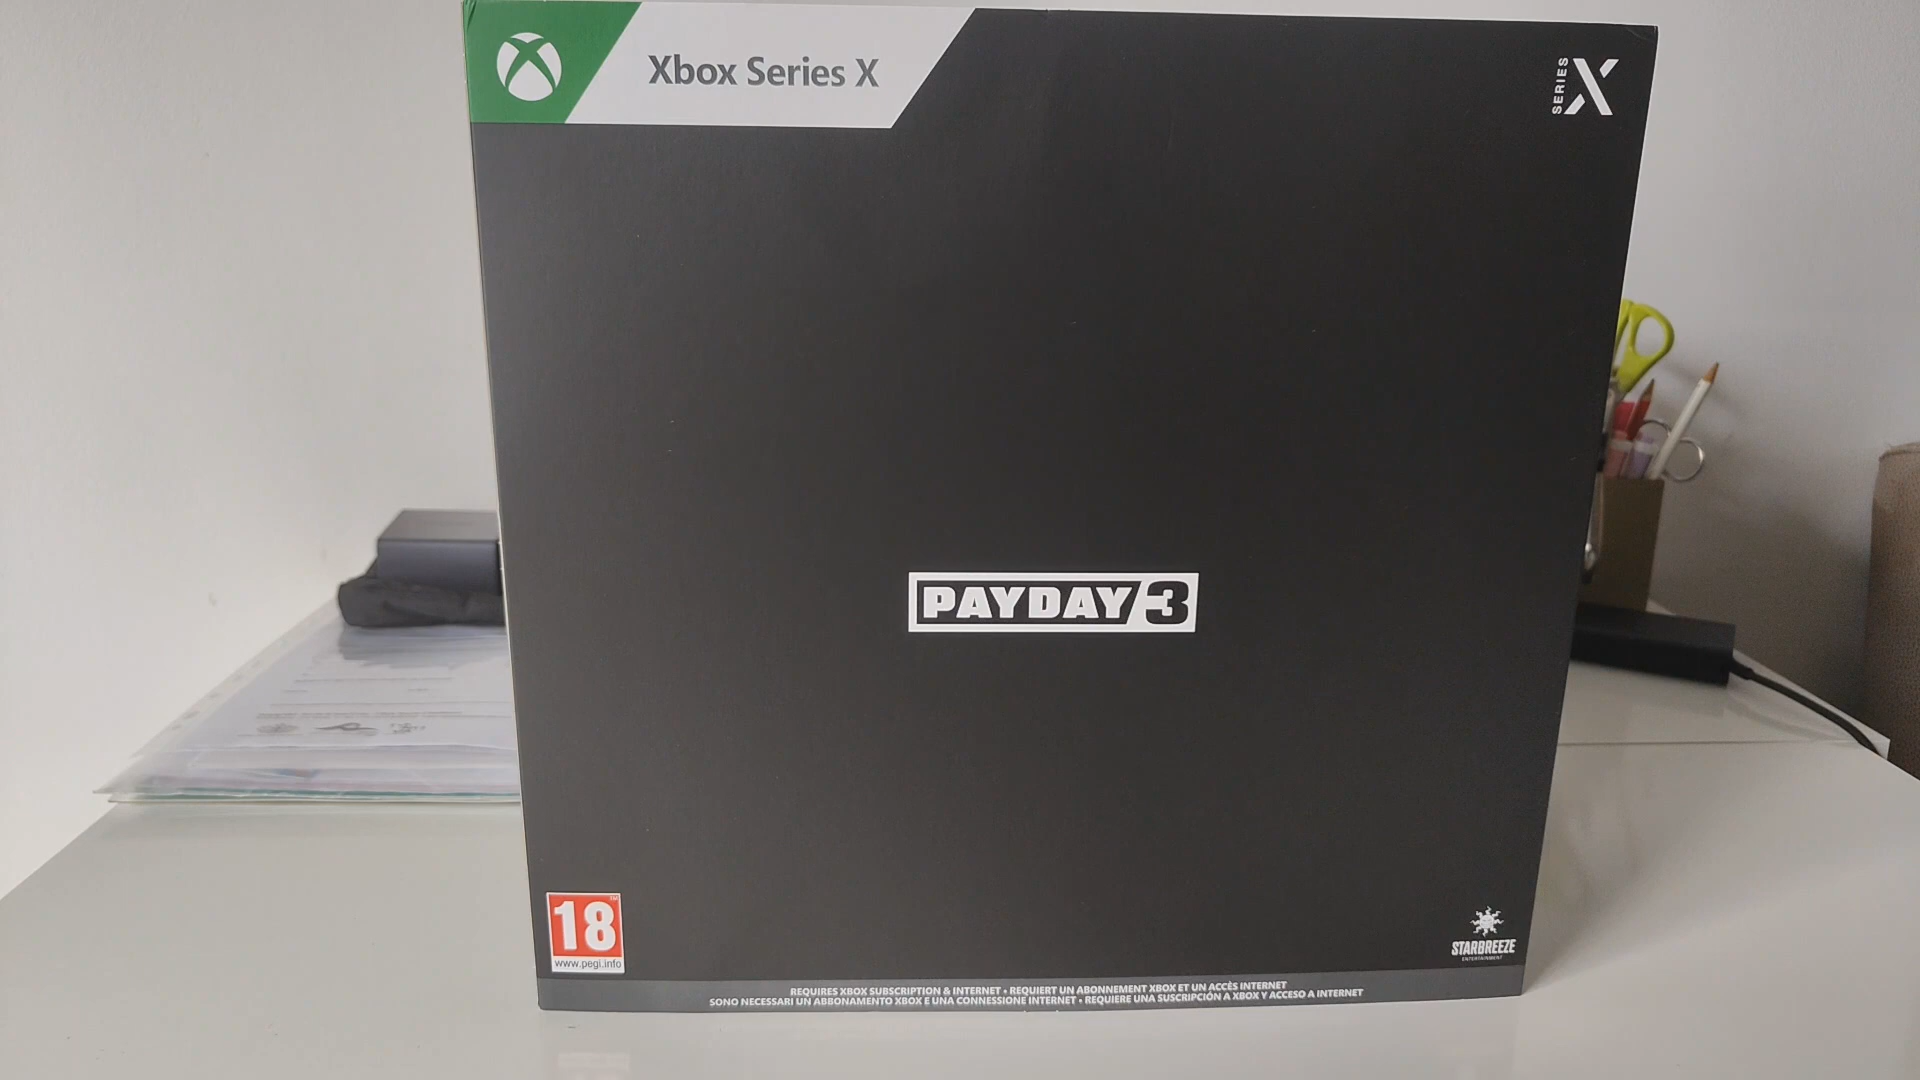 Xbox Series X
SERIES X
PAYDAY 3
18
www.pegi.info
STARBREEZE
ENTERTAINMENT
REQUIRES XBOX SUBSCRIPTION & INTERNET • REQUIERT UN ABONNEMENT XBOX ET UN ACCÈS INTERNET
SONO NECESSARI UN ABBONAMENTO XBOX E UNA CONNESSIONE INTERNET • REQUIERE UNA SUSCRIPCIÓN A XBOX Y ACCESO A INTERNET